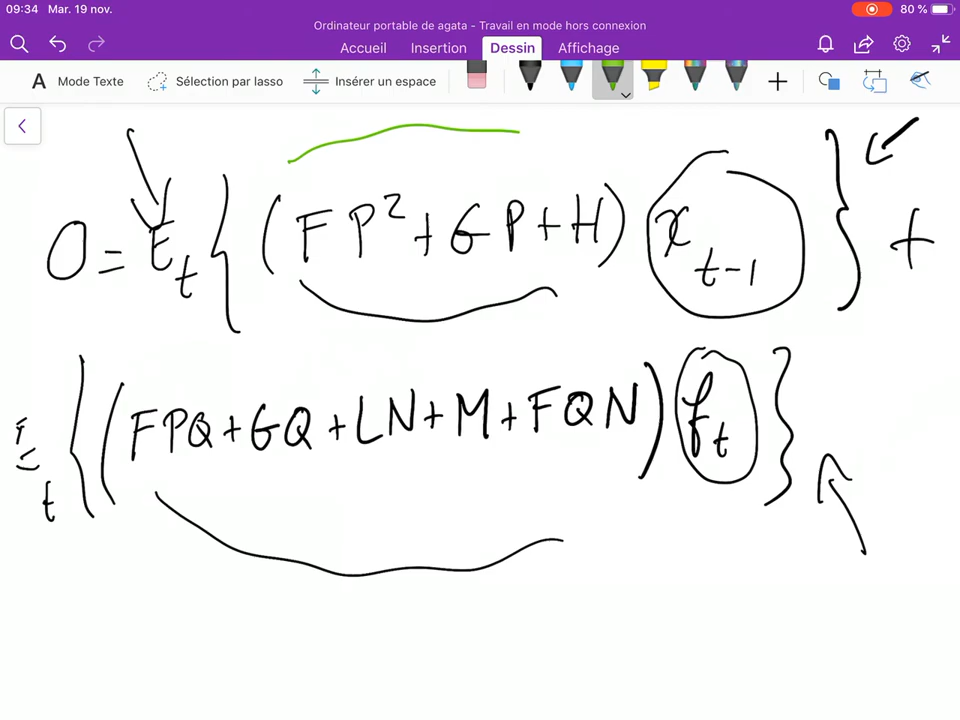 09:34 Mar. 19 nov.
80 %
Ordinateur portable de agata - Travail en mode hors connexion
Accueil Insertion Dessin Affichage
A Mode Texte Sélection par lasso Insérer un espace
0 = E_t { (FP² + GP + H) x_{t-1} } +
E_t { (FPQ + GQ + LN + M + FQN) f_t }